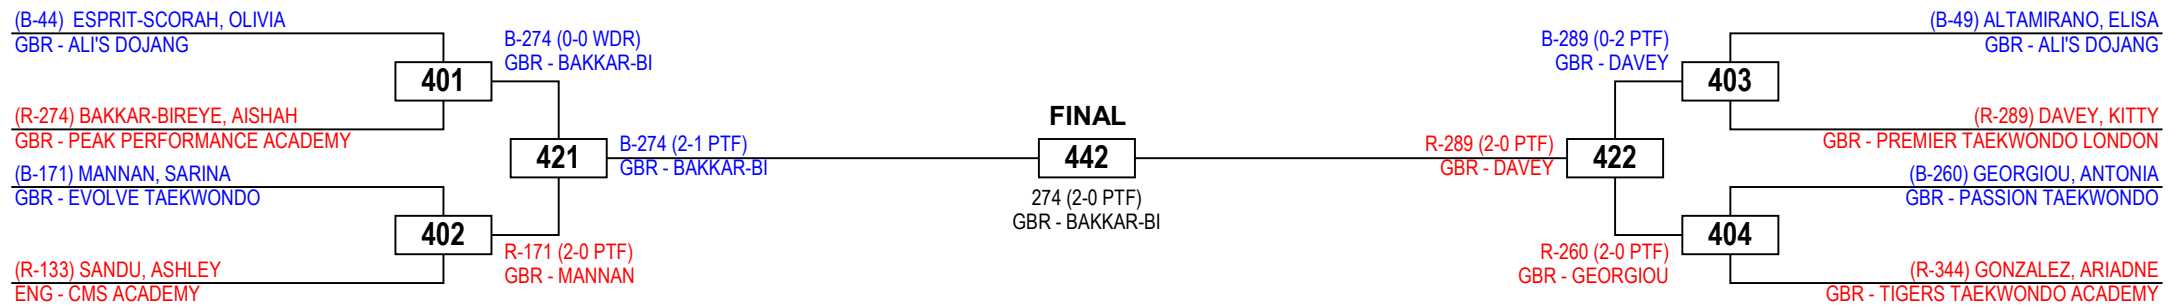 (B-44) ESPRIT-SCORAH, OLIVIA
GBR - ALI'S DOJANG
401
(R-274) BAKKAR-BIREYE, AISHAH
GBR - PEAK PERFORMANCE ACADEMY
B-274 (0-0 WDR)
GBR - BAKKAR-BI
(B-171) MANNAN, SARINA
GBR - EVOLVE TAEKWONDO
402
(R-133) SANDU, ASHLEY
ENG - CMS ACADEMY
R-171 (2-0 PTF)
GBR - MANNAN
421
B-274 (2-1 PTF)
GBR - BAKKAR-BI
FINAL
442
274 (2-0 PTF)
GBR - BAKKAR-BI
R-289 (2-0 PTF)
GBR - DAVEY
422
B-289 (0-2 PTF)
GBR - DAVEY
403
(B-49) ALTAMIRANO, ELISA
GBR - ALI'S DOJANG
(R-289) DAVEY, KITTY
GBR - PREMIER TAEKWONDO LONDON
(B-260) GEORGIOU, ANTONIA
GBR - PASSION TAEKWONDO
404
R-260 (2-0 PTF)
GBR - GEORGIOU
(R-344) GONZALEZ, ARIADNE
GBR - TIGERS TAEKWONDO ACADEMY